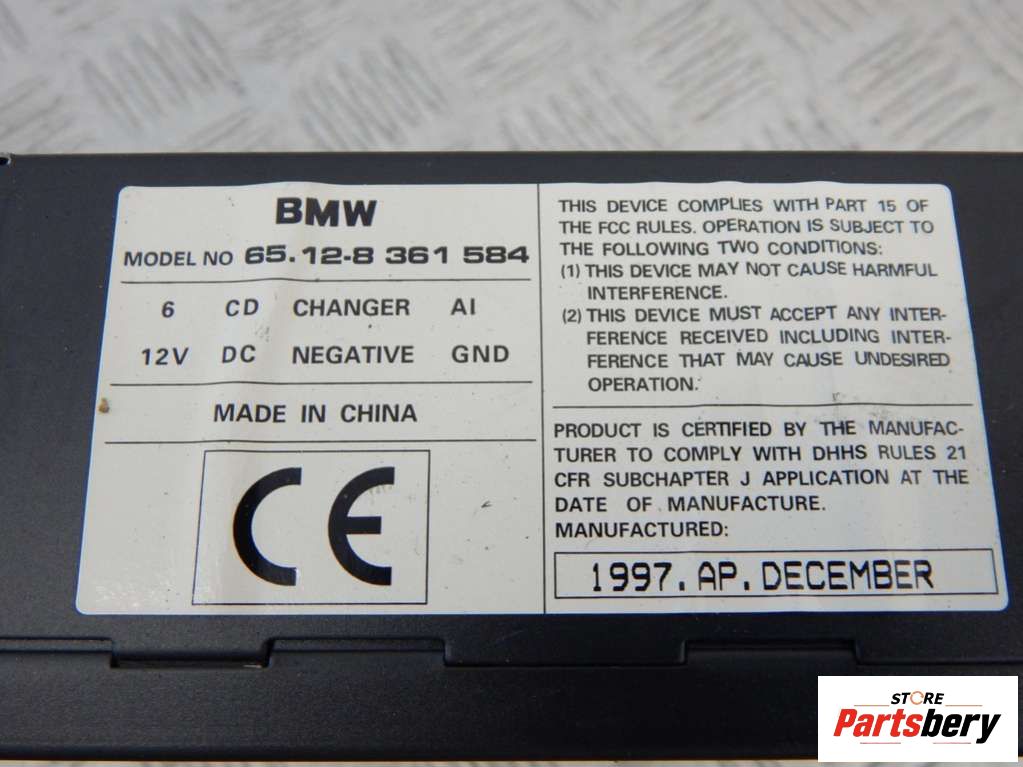 BMW
MODEL NO 65.12-8 361 584
6 CD CHANGER AI
12V DC NEGATIVE GND
MADE IN CHINA
CE
THIS DEVICE COMPLIES WITH PART 15 OF
THE FCC RULES. OPERATION IS SUBJECT TO
THE FOLLOWING TWO CONDITIONS:
(1) THIS DEVICE MAY NOT CAUSE HARMFUL
INTERFERENCE.
(2) THIS DEVICE MUST ACCEPT ANY INTER-
FERENCE RECEIVED INCLUDING INTER-
FERENCE THAT MAY CAUSE UNDESIRED
OPERATION.
PRODUCT IS CERTIFIED BY THE MANUFAC-
TURER TO COMPLY WITH DHHS RULES 21
CFR SUBCHAPTER J APPLICATION AT THE
DATE OF MANUFACTURE.
MANUFACTURED:
1997. AP. DECEMBER
STORE
Partsbery